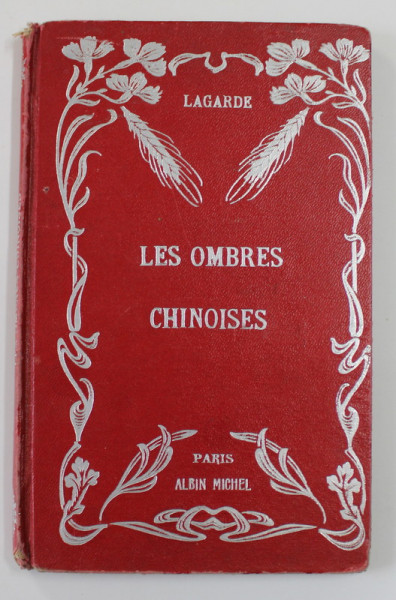 LAGARDE
LES OMBRES
CHINOISES
PARIS
ALBIN MICHEL